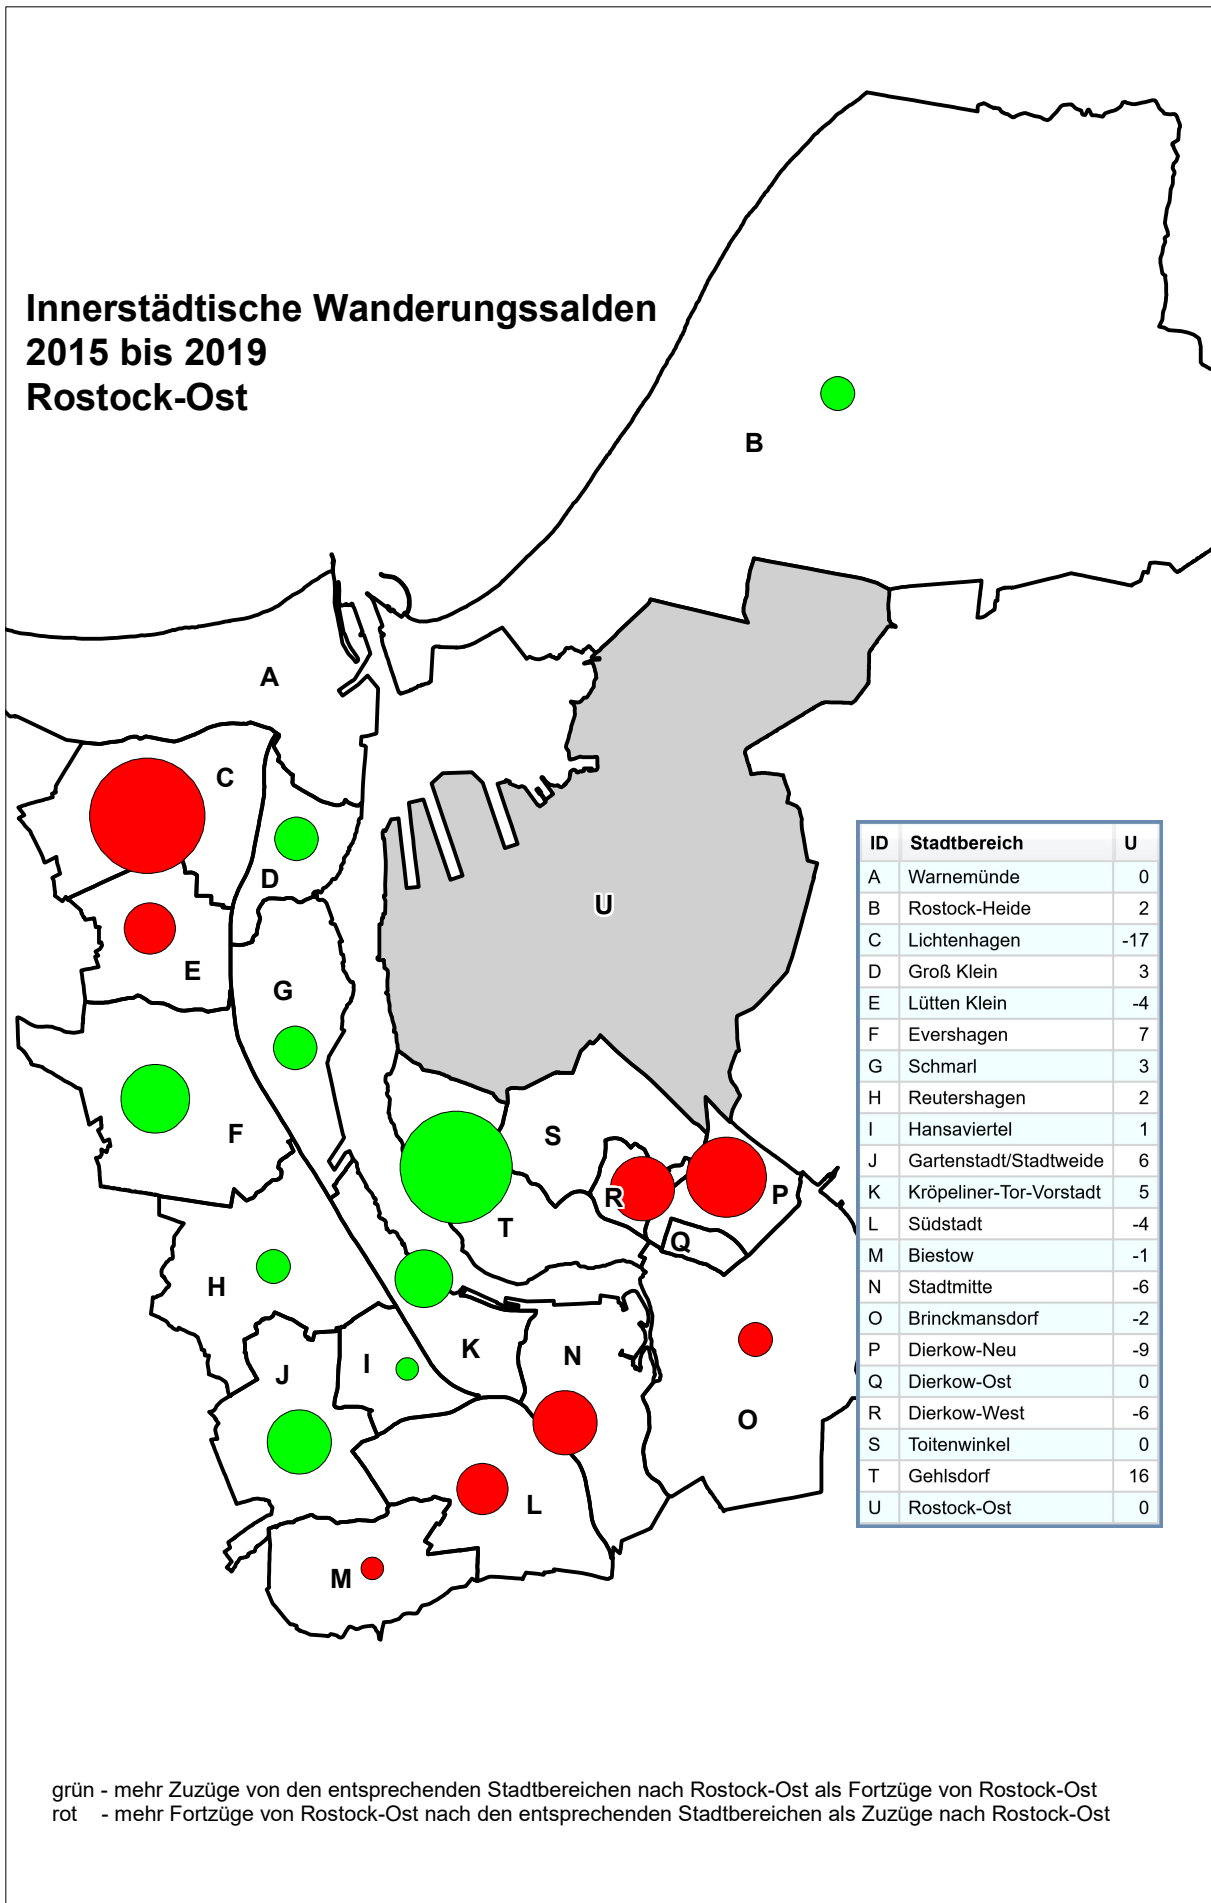 Innerstädtische Wanderungssalden
2015 bis 2019
Rostock-Ost
B
A
C
D
U
E
G
F
S
R
P
T
Q
H
K
N
I
J
O
L
M
ID Stadtbereich U
A Warnemünde 0
B Rostock-Heide 2
C Lichtenhagen -17
D Groß Klein 3
E Lütten Klein -4
F Evershagen 7
G Schmarl 3
H Reutershagen 2
I Hansaviertel 1
J Gartenstadt/Stadtweide 6
K Kröpeliner-Tor-Vorstadt 5
L Südstadt -4
M Biestow -1
N Stadtmitte -6
O Brinckmansdorf -2
P Dierkow-Neu -9
Q Dierkow-Ost 0
R Dierkow-West -6
S Toitenwinkel 0
T Gehlsdorf 16
U Rostock-Ost 0
grün - mehr Zuzüge von den entsprechenden Stadtbereichen nach Rostock-Ost als Fortzüge von Rostock-Ost
rot - mehr Fortzüge von Rostock-Ost nach den entsprechenden Stadtbereichen als Zuzüge nach Rostock-Ost